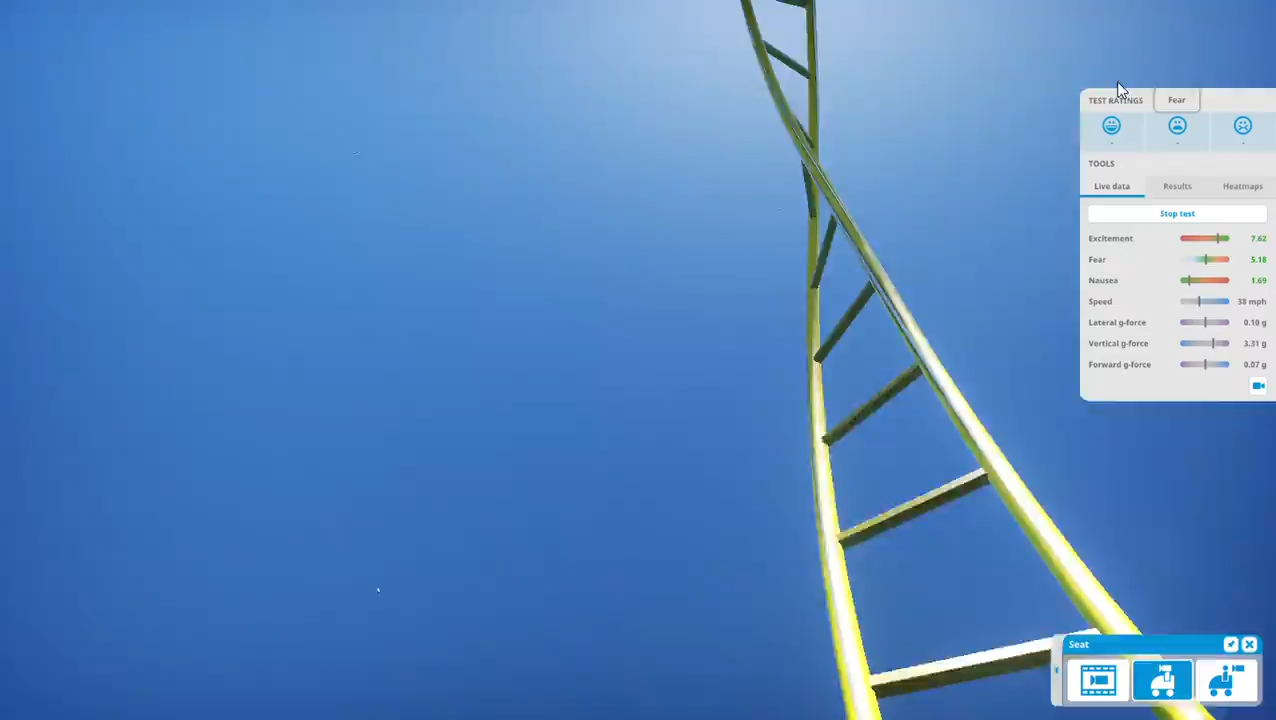 TEST RATINGS
Fear
-
-
-
TOOLS
Live data
Results
Heatmaps
Stop test
Excitement 7.62
Fear 5.18
Nausea 1.69
Speed 38 mph
Lateral g-force 0.10 g
Vertical g-force 3.31 g
Forward g-force 0.07 g
Seat